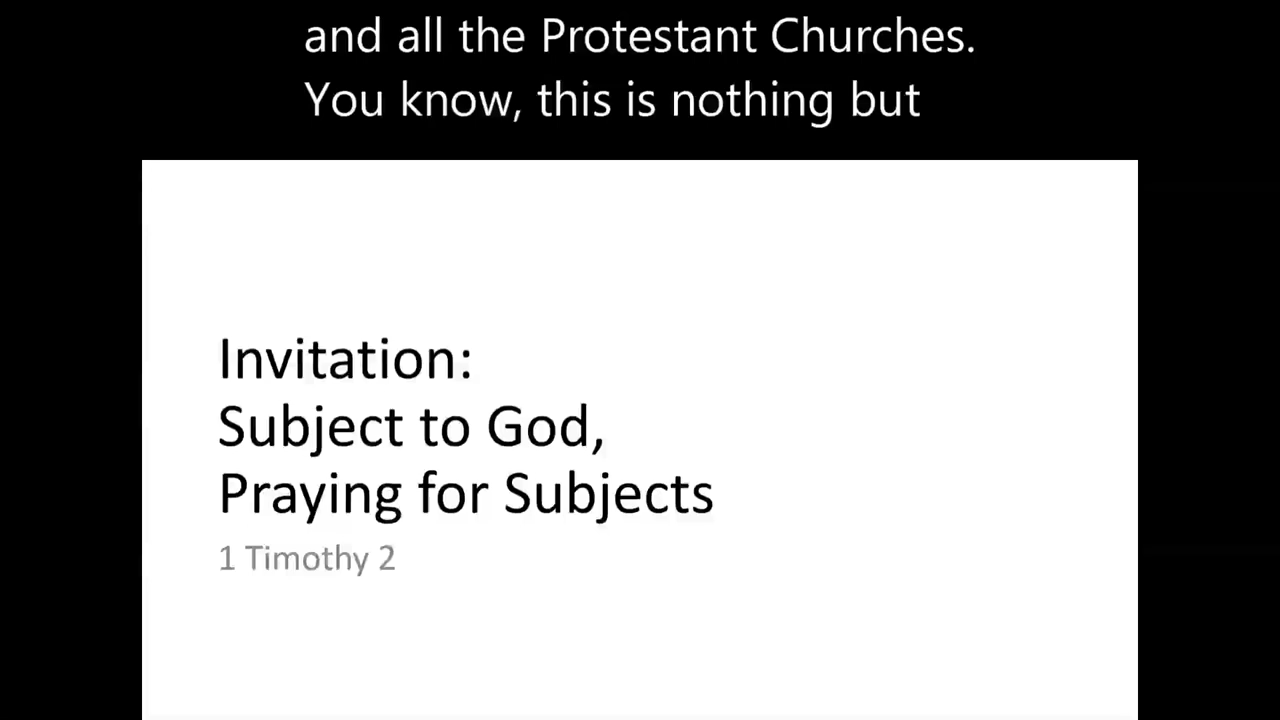 and all the Protestant Churches.
You know, this is nothing but
Invitation:
Subject to God,
Praying for Subjects
1 Timothy 2